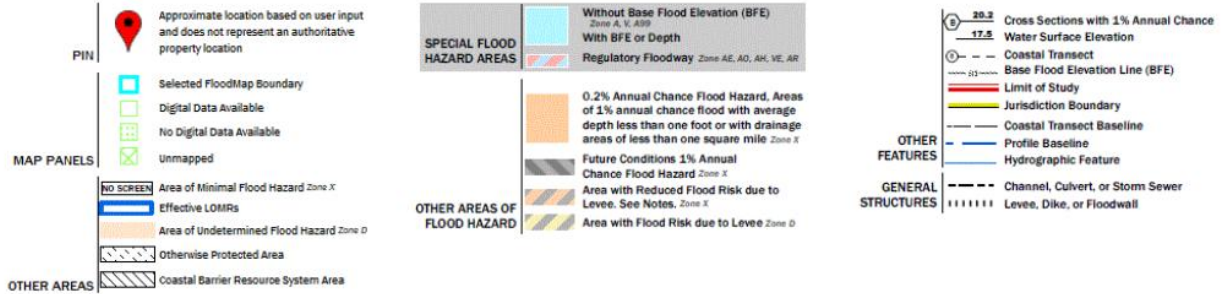 PIN
Approximate location based on user input
and does not represent an authoritative
property location
MAP PANELS
Selected FloodMap Boundary
Digital Data Available
No Digital Data Available
Unmapped
OTHER AREAS
NO SCREEN Area of Minimal Flood Hazard Zone X
Effective LOMRs
Area of Undetermined Flood Hazard Zone D
Otherwise Protected Area
Coastal Barrier Resource System Area
SPECIAL FLOOD
HAZARD AREAS
Without Base Flood Elevation (BFE)
Zone A, V, A99
With BFE or Depth
Regulatory Floodway Zone AE, AO, AH, VE, AR
OTHER AREAS OF
FLOOD HAZARD
0.2% Annual Chance Flood Hazard, Areas
of 1% annual chance flood with average
depth less than one foot or with drainage
areas of less than one square mile Zone X
Future Conditions 1% Annual
Chance Flood Hazard Zone X
Area with Reduced Flood Risk due to
Levee. See Notes. Zone X
Area with Flood Risk due to Levee Zone D
OTHER
FEATURES
B 20.2 Cross Sections with 1% Annual Chance
17.5 Water Surface Elevation
Coastal Transect
513 Base Flood Elevation Line (BFE)
Limit of Study
Jurisdiction Boundary
Coastal Transect Baseline
Profile Baseline
Hydrographic Feature
GENERAL
STRUCTURES
Channel, Culvert, or Storm Sewer
Levee, Dike, or Floodwall